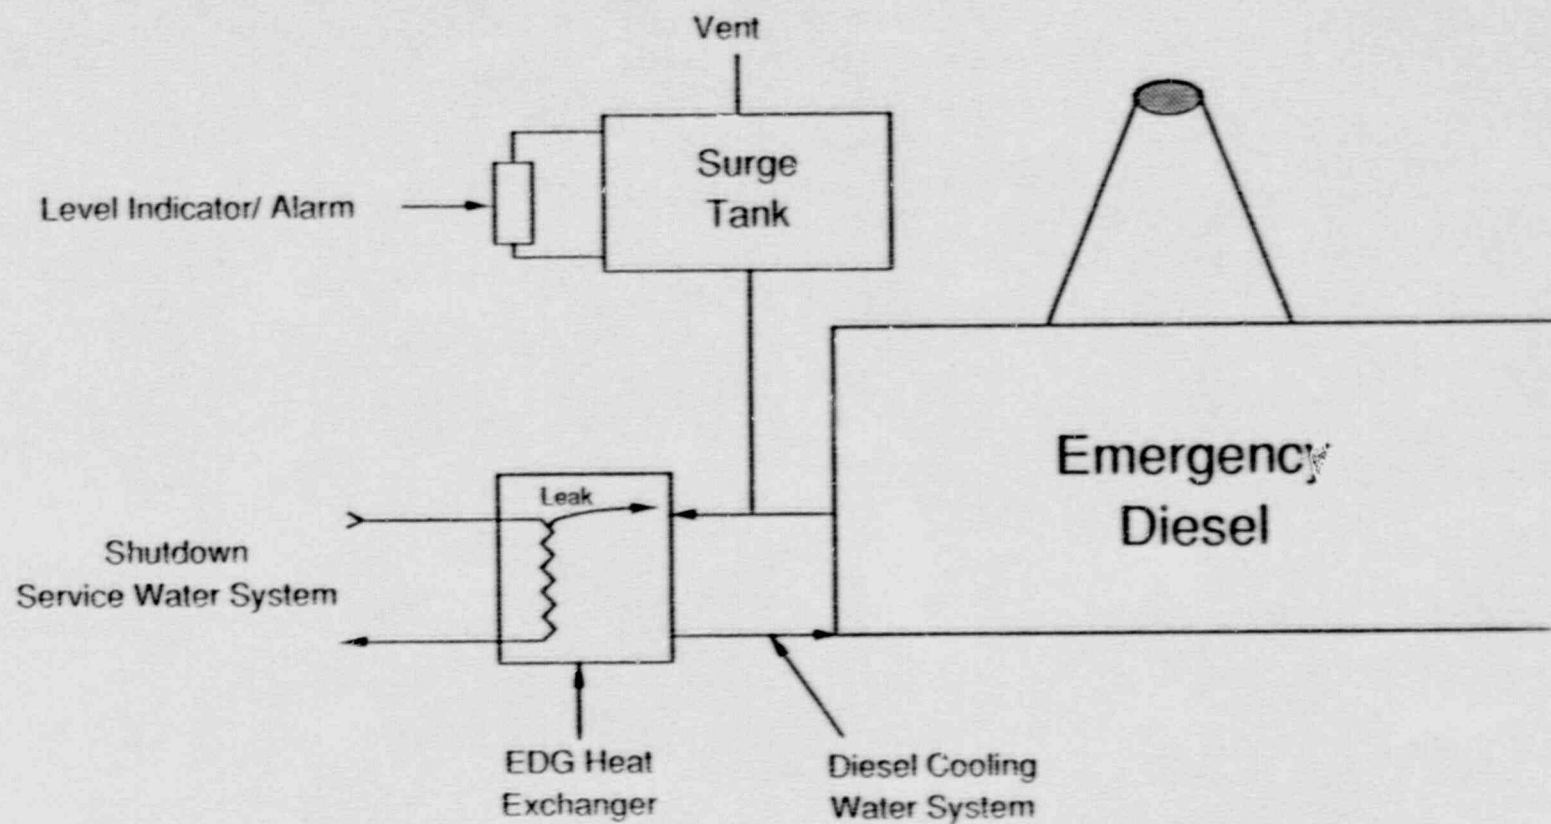 Vent
Surge
Tank
Level Indicator/ Alarm
Emergency
Diesel
Leak
Shutdown
Service Water System
EDG Heat
Exchanger
Diesel Cooling
Water System